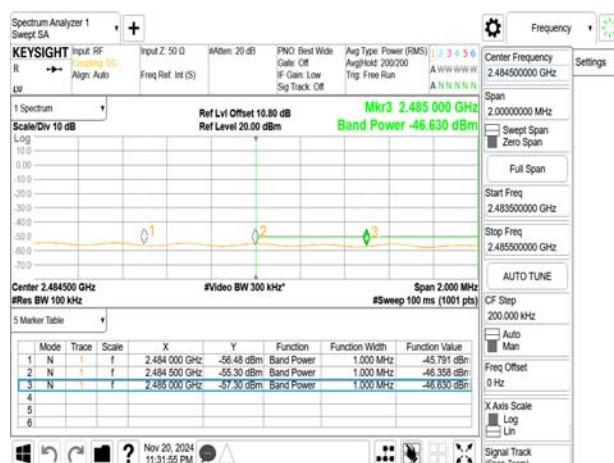 Spectrum Analyzer 1
Swept SA
Frequency
KEYSIGHT Input: RF Input Z: 50 Ω #Atten: 20 dB PNO: Best Wide Avg Type: Power (RMS) 1 2 3 4 5 6
R Coupling: DC Gate: Off Avg|Hold: 200/200 A W W W W W
Align: Auto Freq Ref: Int (S) IF Gain: Low Trig: Free Run
Sig Track: Off A N N N N N
Center Frequency
2.484500000 GHz
Settings
Span
2.00000000 MHz
Swept Span
Zero Span
Full Span
Start Freq
2.483500000 GHz
Stop Freq
2.485500000 GHz
AUTO TUNE
CF Step
200.000 kHz
Auto
Man
Freq Offset
0 Hz
X Axis Scale
Log
Lin
Signal Track
1 Spectrum
Ref Lvl Offset 10.80 dB Mkr3 2.485 000 GHz
Scale/Div 10 dB Ref Level 20.00 dBm Band Power -46.630 dBm
Log
10.0
0.00
-10.0
-20.0
-30.0
-40.0
-50.0
-60.0
-70.0
1 2 3
Center 2.484500 GHz #Video BW 300 kHz* Span 2.000 MHz
#Res BW 100 kHz #Sweep 100 ms (1001 pts)
5 Marker Table
Mode Trace Scale X Y Function Function Width Function Value
1 N 1 f 2.484 000 GHz -56.48 dBm Band Power 1.000 MHz -45.791 dBm
2 N 1 f 2.484 500 GHz -55.30 dBm Band Power 1.000 MHz -46.358 dBm
3 N 1 f 2.485 000 GHz -57.30 dBm Band Power 1.000 MHz -46.630 dBm
4
5
6
Nov 20, 2024
11:31:55 PM